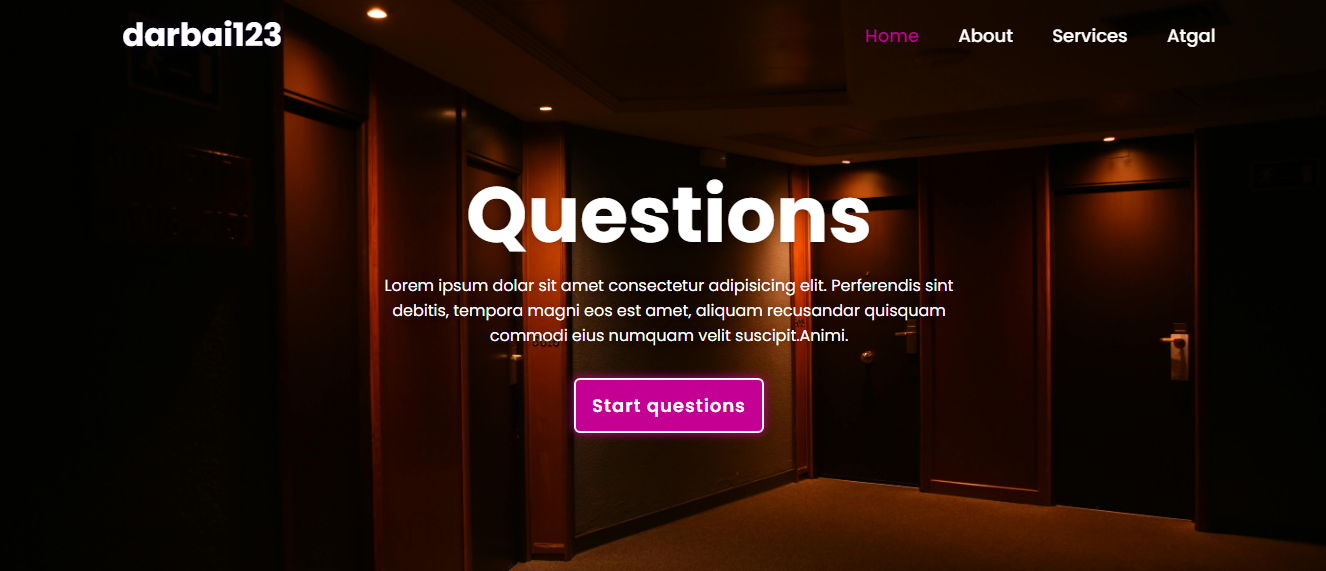 darbai123
Home About Services Atgal
Questions
Lorem ipsum dolar sit amet consectetur adipisicing elit. Perferendis sint
debitis, tempora magni eos est amet, aliquam recusandar quisquam
commodi eius numquam velit suscipit.Animi.
Start questions